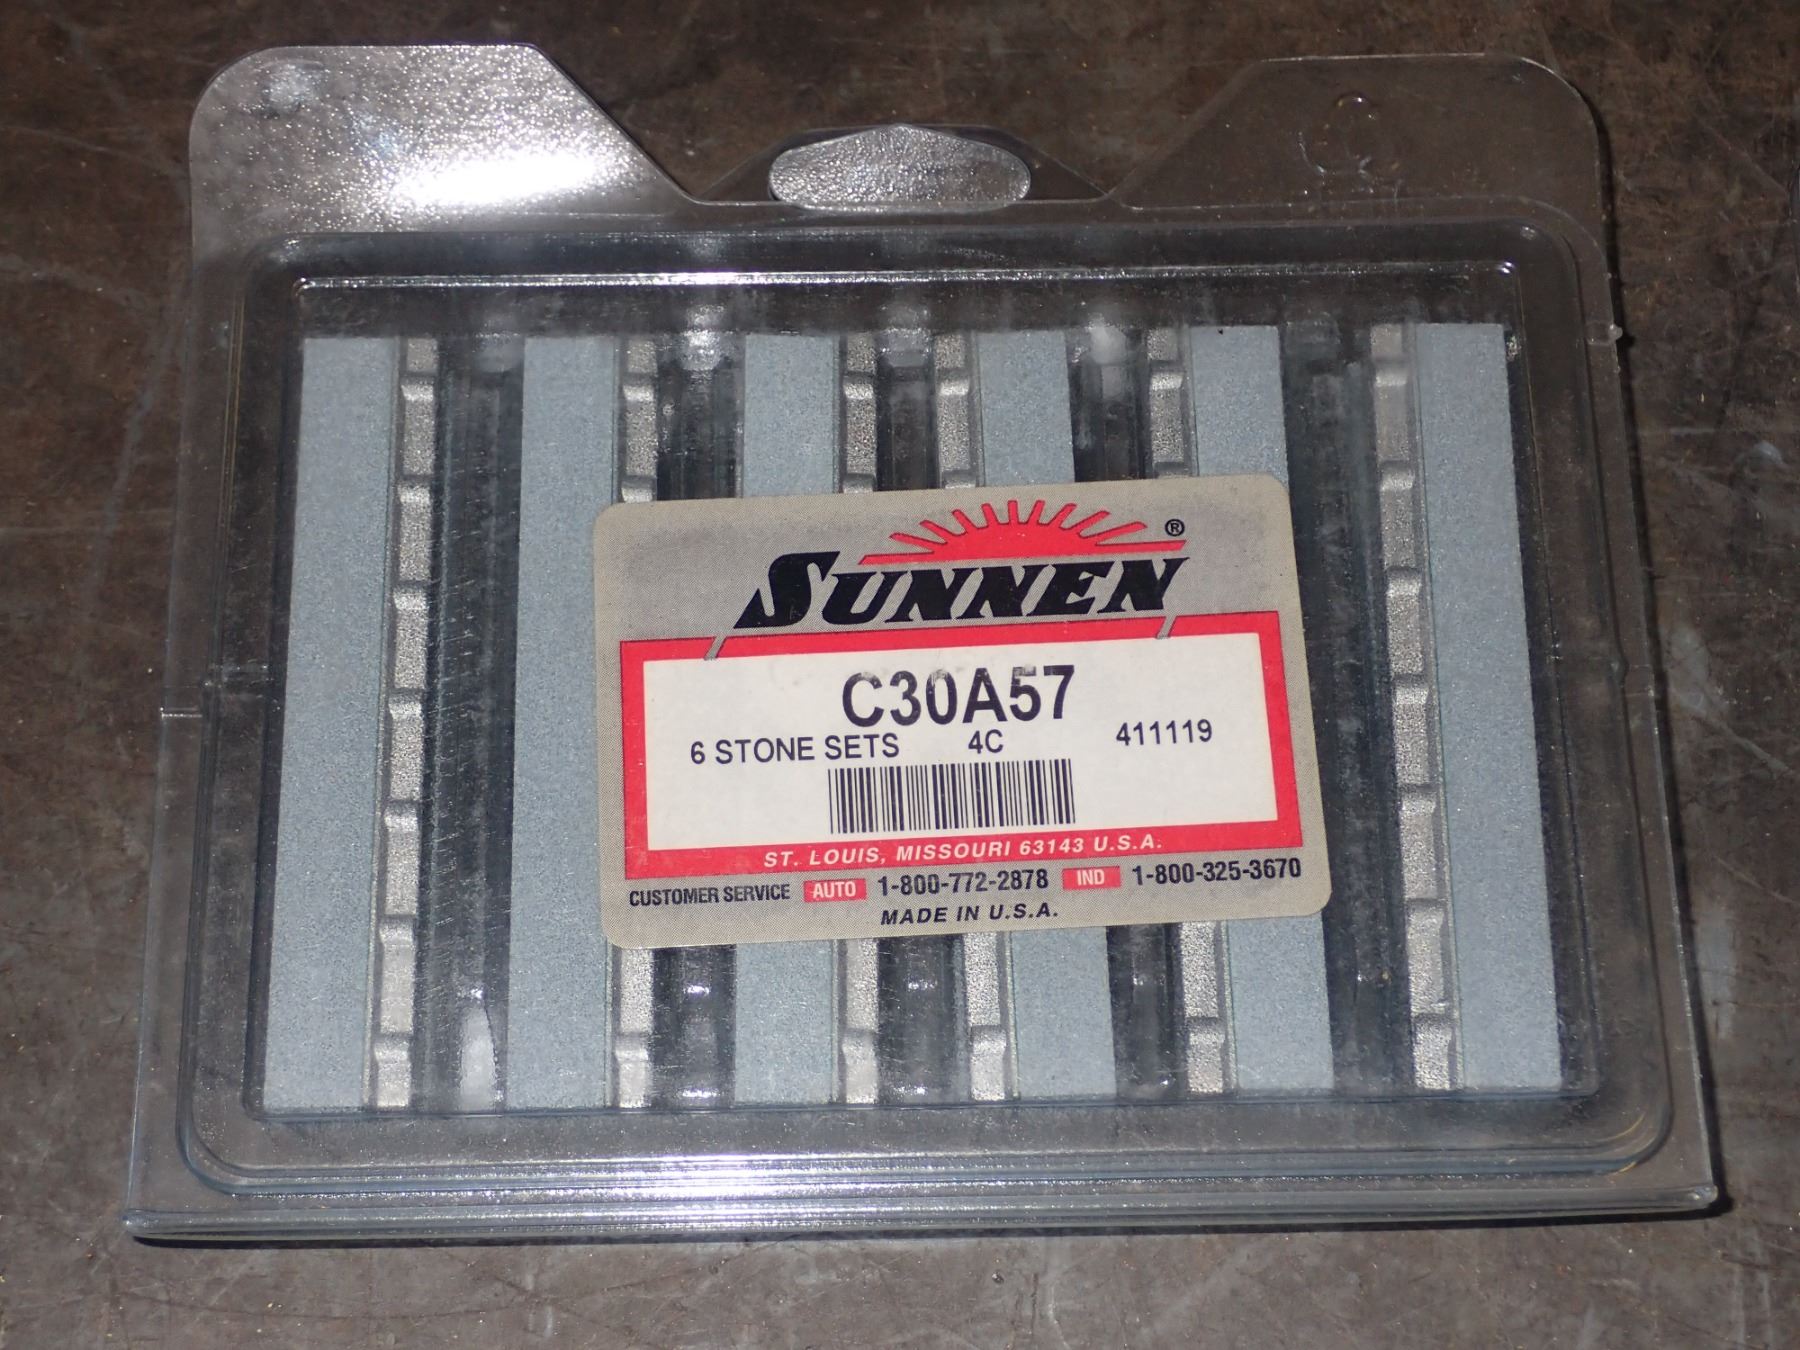 SUNNEN®
C30A57
6 STONE SETS 4C 411119
ST. LOUIS, MISSOURI 63143 U.S.A.
CUSTOMER SERVICE AUTO 1-800-772-2878 IND 1-800-325-3670
MADE IN U.S.A.